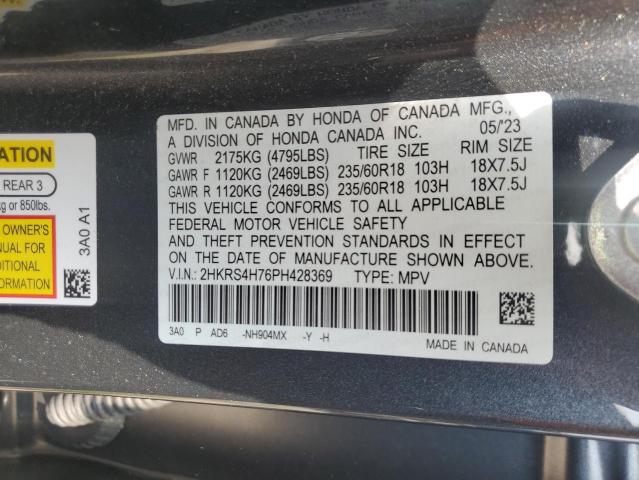 MFD. IN CANADA BY HONDA OF CANADA MFG.,
A DIVISION OF HONDA CANADA INC. 05/'23
GVWR 2175KG (4795LBS) TIRE SIZE RIM SIZE
GAWR F 1120KG (2469LBS) 235/60R18 103H 18X7.5J
GAWR R 1120KG (2469LBS) 235/60R18 103H 18X7.5J
THIS VEHICLE CONFORMS TO ALL APPLICABLE
FEDERAL MOTOR VEHICLE SAFETY
AND THEFT PREVENTION STANDARDS IN EFFECT
ON THE DATE OF MANUFACTURE SHOWN ABOVE.
V.I.N.: 2HKRS4H76PH428369 TYPE: MPV
3A0 P AD6 -NH904MX -Y -H
MADE IN CANADA
ATION
REAR 3
kg or 850lbs.
OWNER'S
NUAL FOR
DITIONAL
ORMATION
3A0 A1